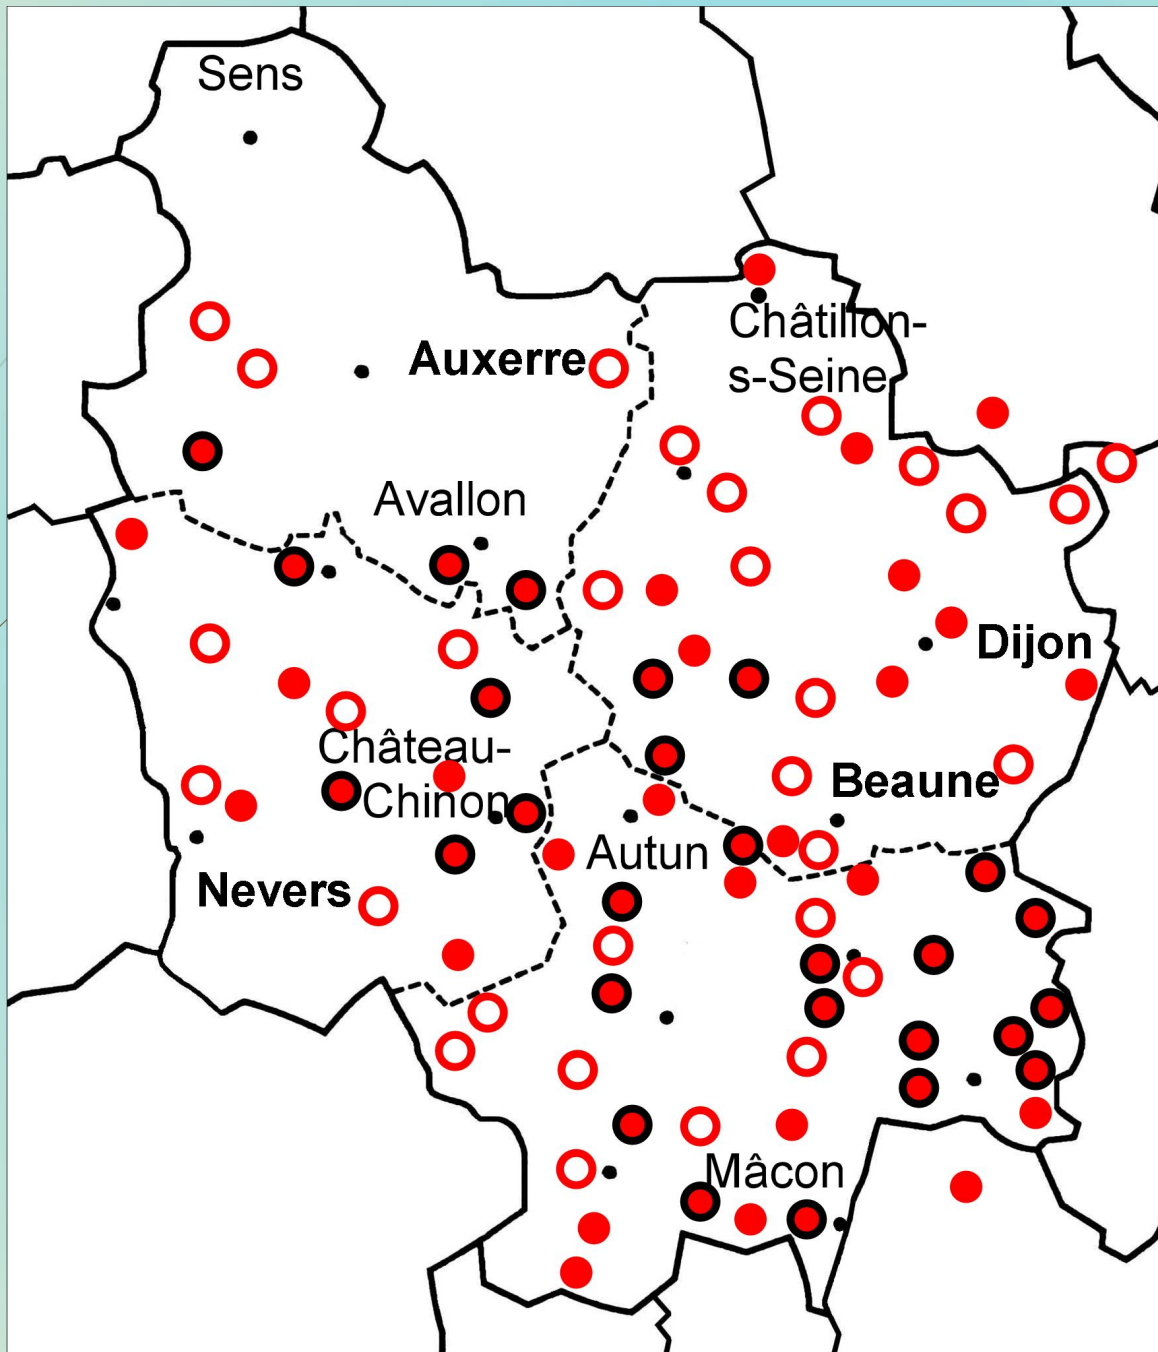 Sens
Châtillon-
s-Seine
Auxerre
Avallon
Dijon
Château-
Chinon
Beaune
Autun
Nevers
Mâcon